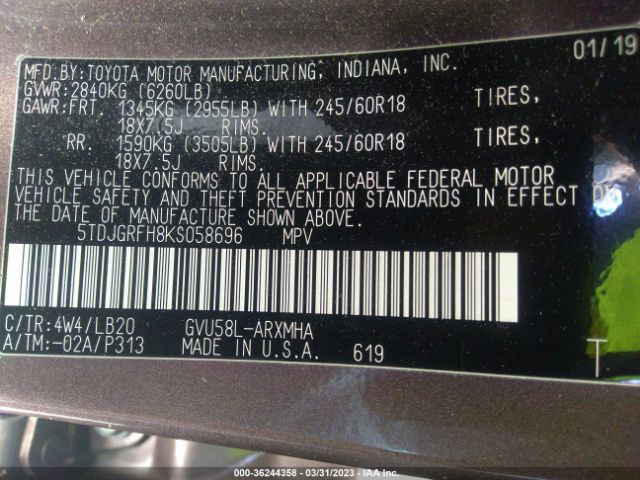 01/19
MFD.BY:TOYOTA MOTOR MANUFACTURING, INDIANA, INC.
GVWR:2840KG (6260LB)
GAWR:FRT. 1345KG (2955LB) WITH 245/60R18 TIRES,
18X7.5J RIMS.
RR. 1590KG (3505LB) WITH 245/60R18 TIRES,
18X7.5J RIMS.
THIS VEHICLE CONFORMS TO ALL APPLICABLE FEDERAL MOTOR
VEHICLE SAFETY AND THEFT PREVENTION STANDARDS IN EFFECT ON
THE DATE OF MANUFACTURE SHOWN ABOVE.
5TDJGRFH8KS058696 MPV
C/TR:4W4/LB20 GVU58L-ARXMHA
A/TM:-02A/P313 MADE IN U.S.A. 619 T
000-36244358 - 03/31/2023 - IAA Inc.